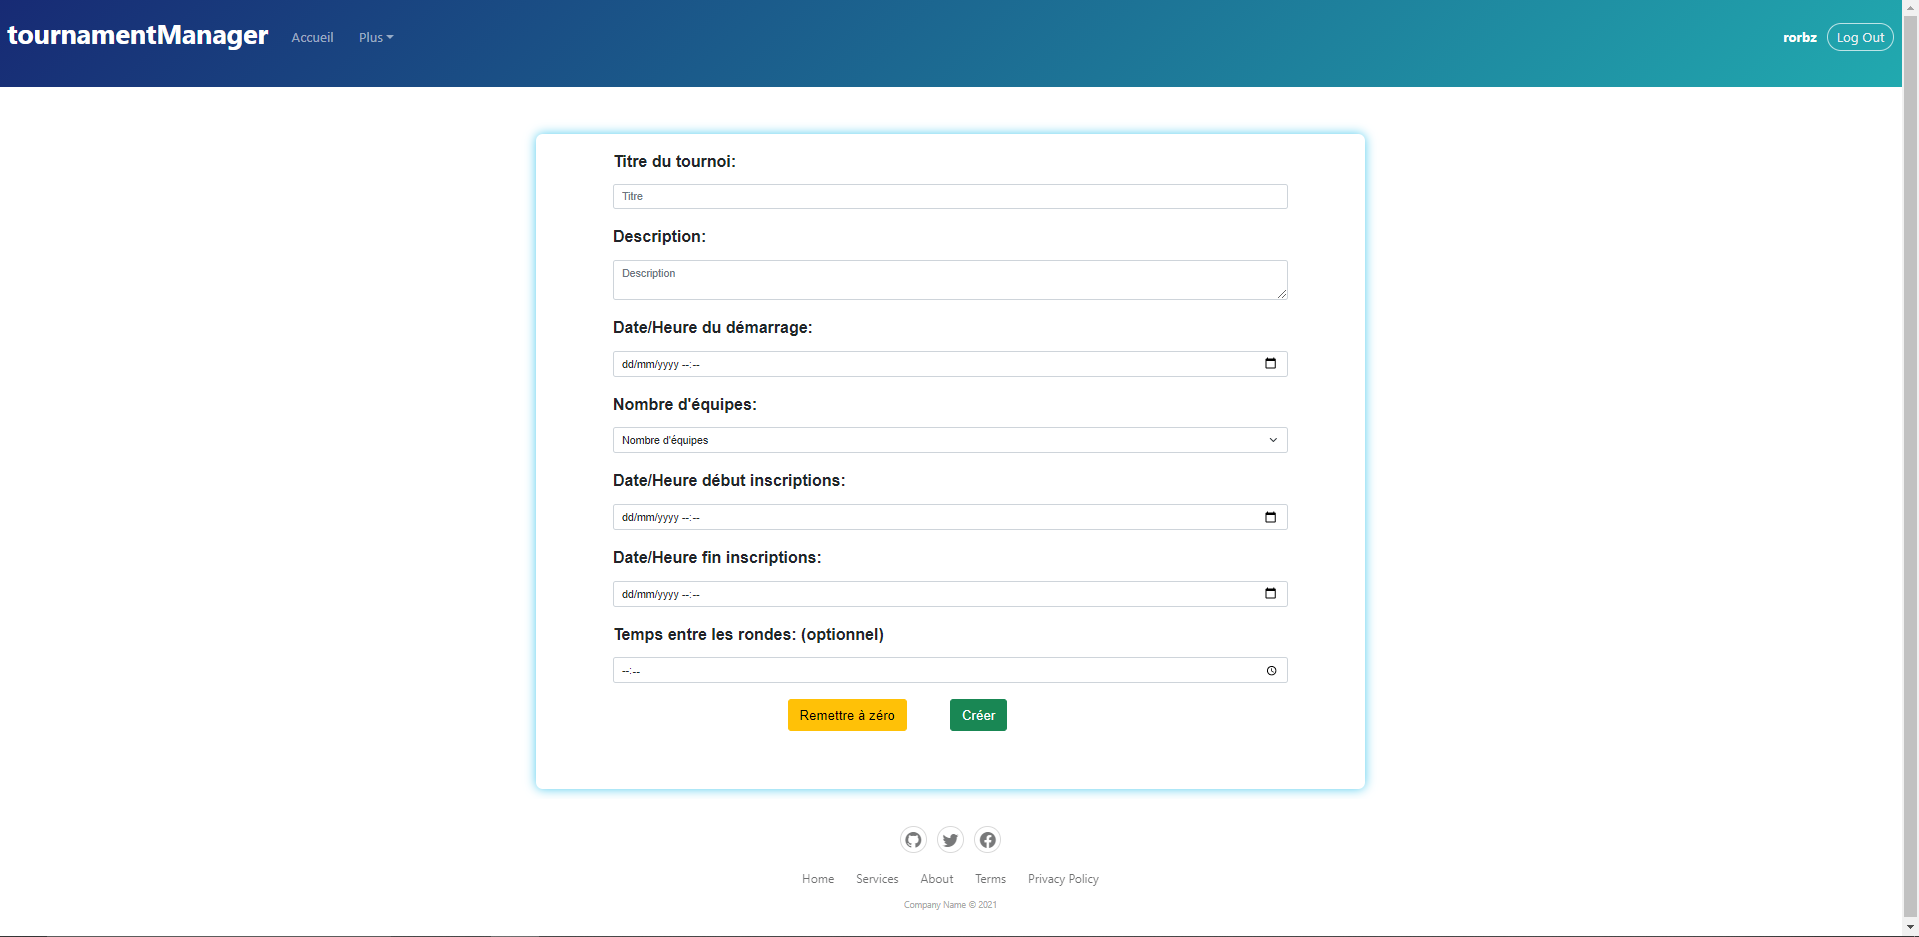 tournamentManager Accueil Plus rorbz Log Out
Titre du tournoi:
Titre
Description:
Description
Date/Heure du démarrage:
dd/mm/yyyy --:--
Nombre d'équipes:
Nombre d'équipes
Date/Heure début inscriptions:
dd/mm/yyyy --:--
Date/Heure fin inscriptions:
dd/mm/yyyy --:--
Temps entre les rondes: (optionnel)
--:--
Remettre à zéro Créer
Home Services About Terms Privacy Policy
Company Name © 2021